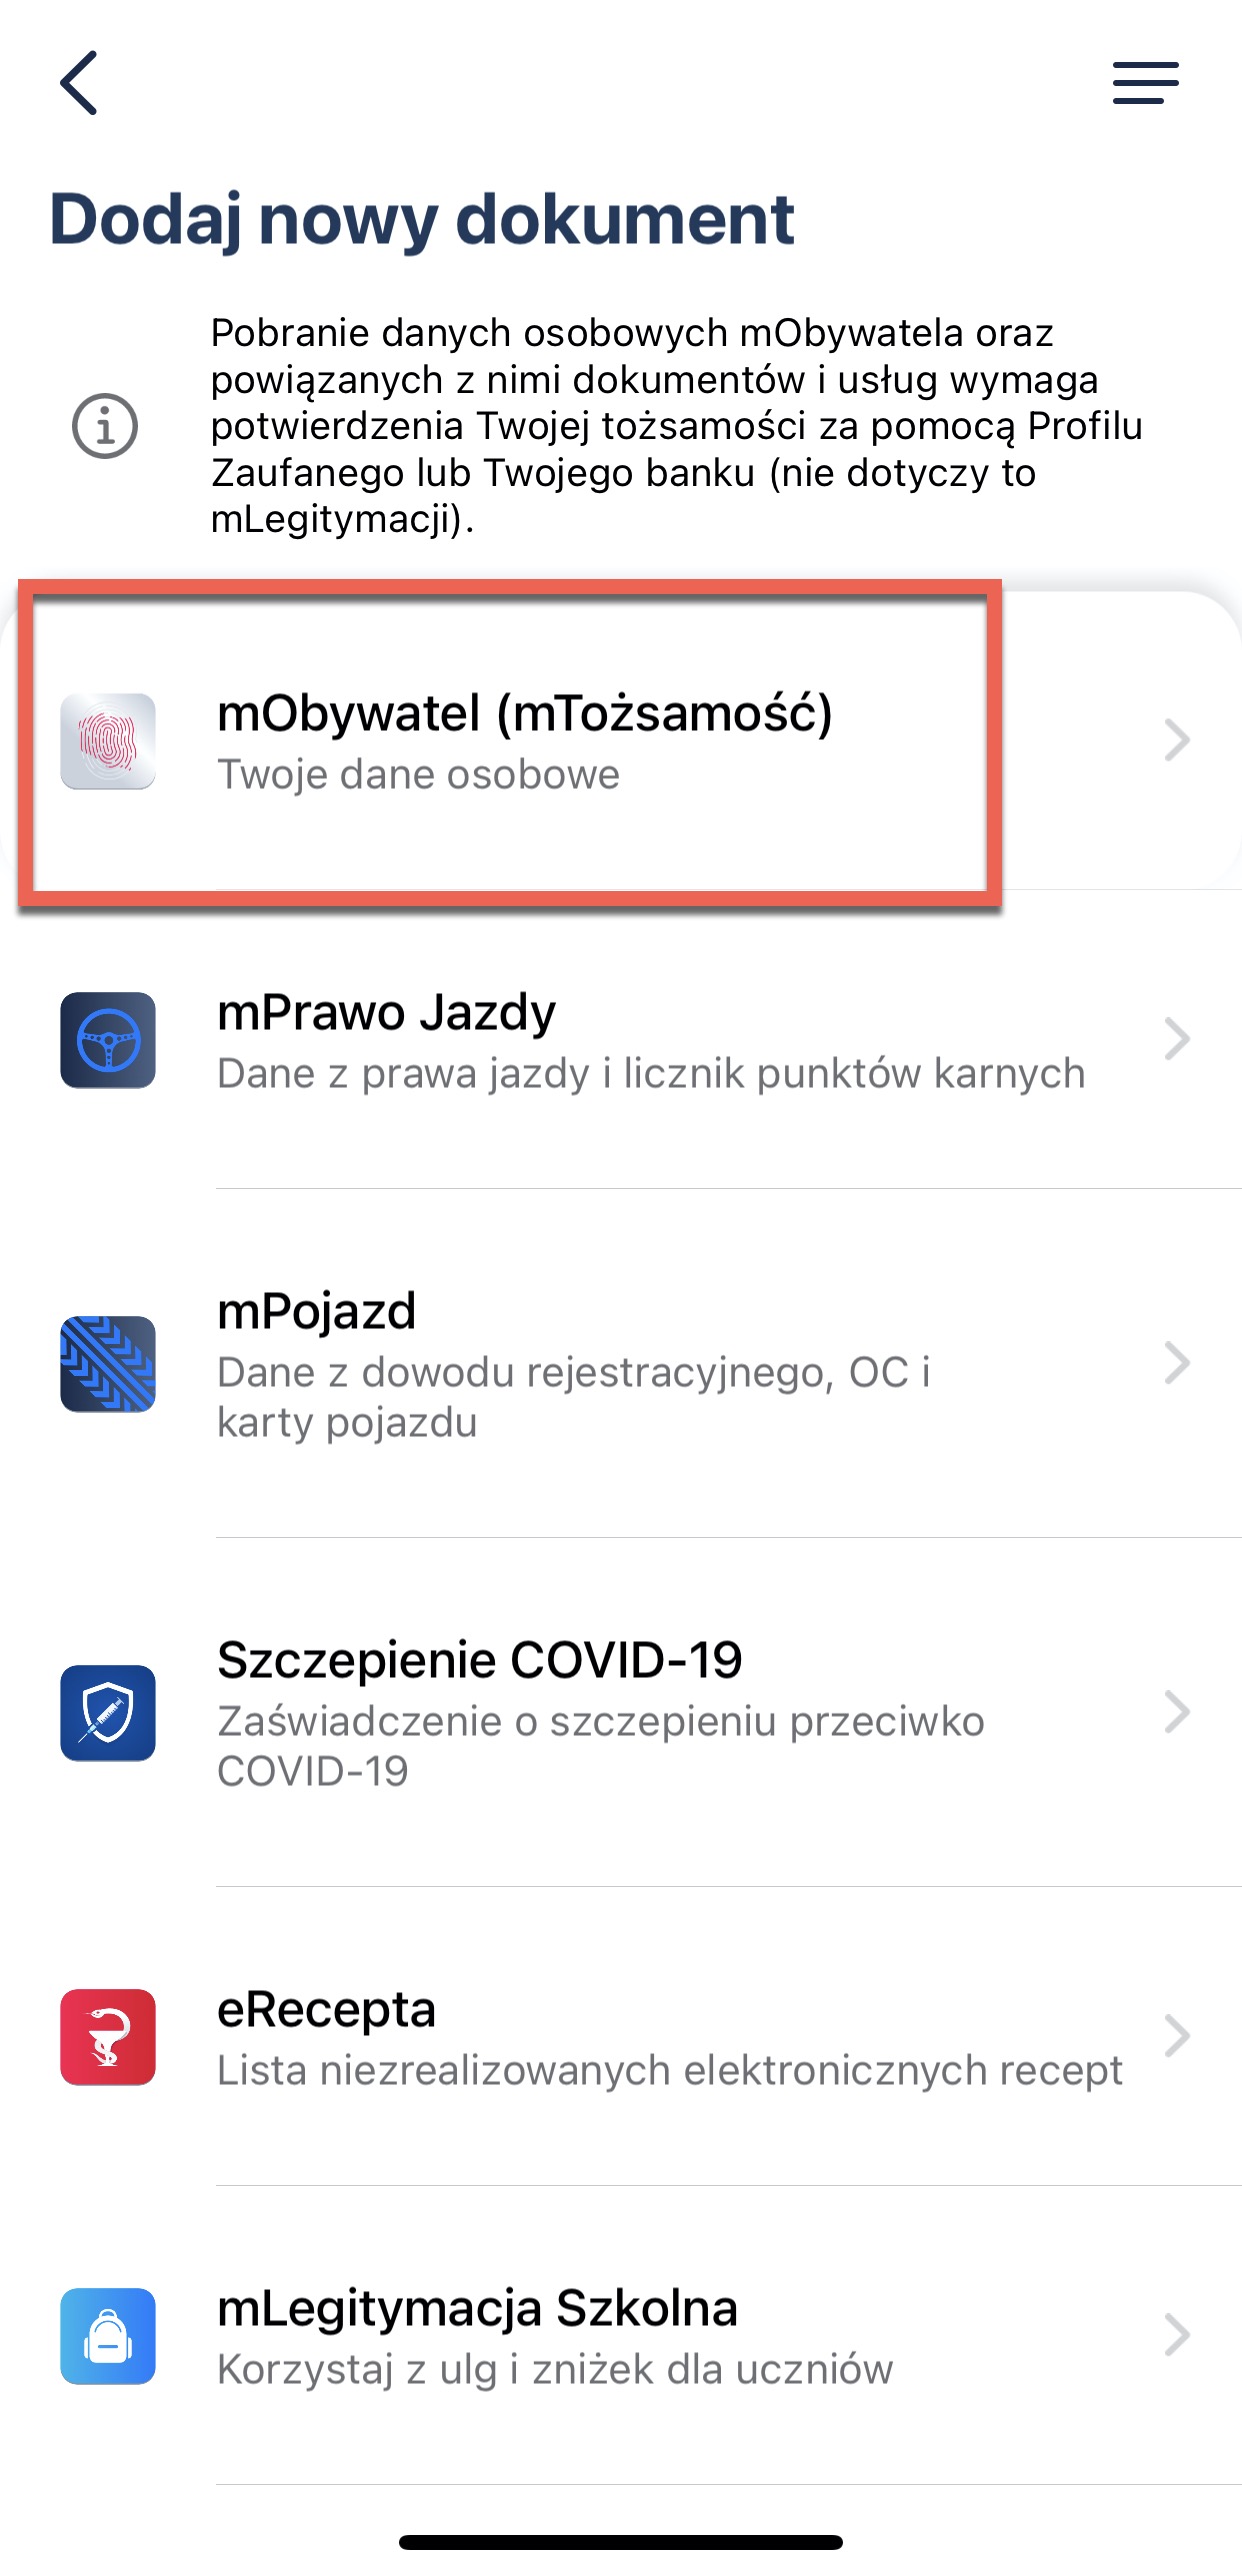 Dodaj nowy dokument
Pobranie danych osobowych mObywatela oraz
powiązanych z nimi dokumentów i usług wymaga
potwierdzenia Twojej tożsamości za pomocą Profilu
Zaufanego lub Twojego banku (nie dotyczy to
mLegitymacji).
mObywatel (mTożsamość)
Twoje dane osobowe
mPrawo Jazdy
Dane z prawa jazdy i licznik punktów karnych
mPojazd
Dane z dowodu rejestracyjnego, OC i
karty pojazdu
Szczepienie COVID-19
Zaświadczenie o szczepieniu przeciwko
COVID-19
eRecepta
Lista niezrealizowanych elektronicznych recept
mLegitymacja Szkolna
Korzystaj z ulg i zniżek dla uczniów